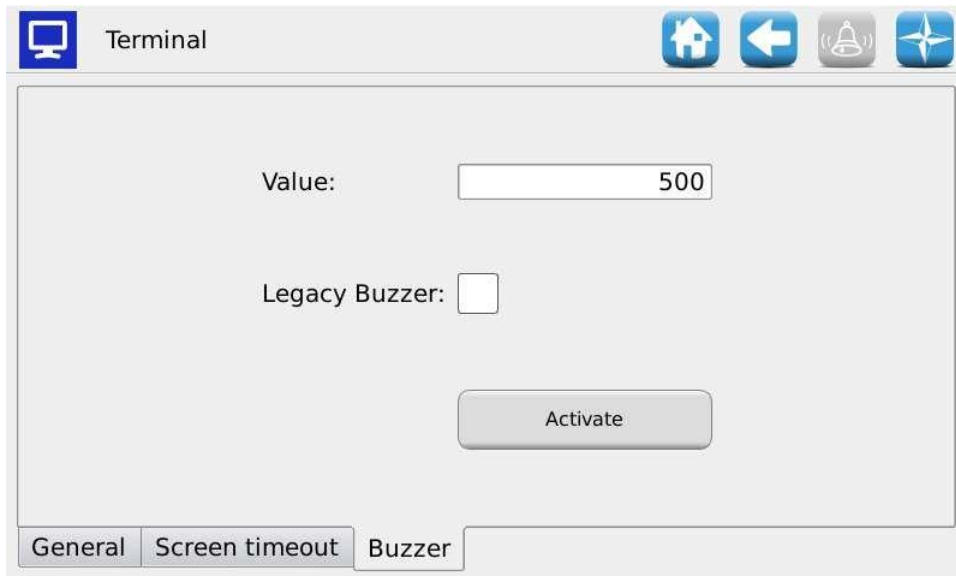 Terminal
Value:
500
Legacy Buzzer:
Activate
General
Screen timeout
Buzzer